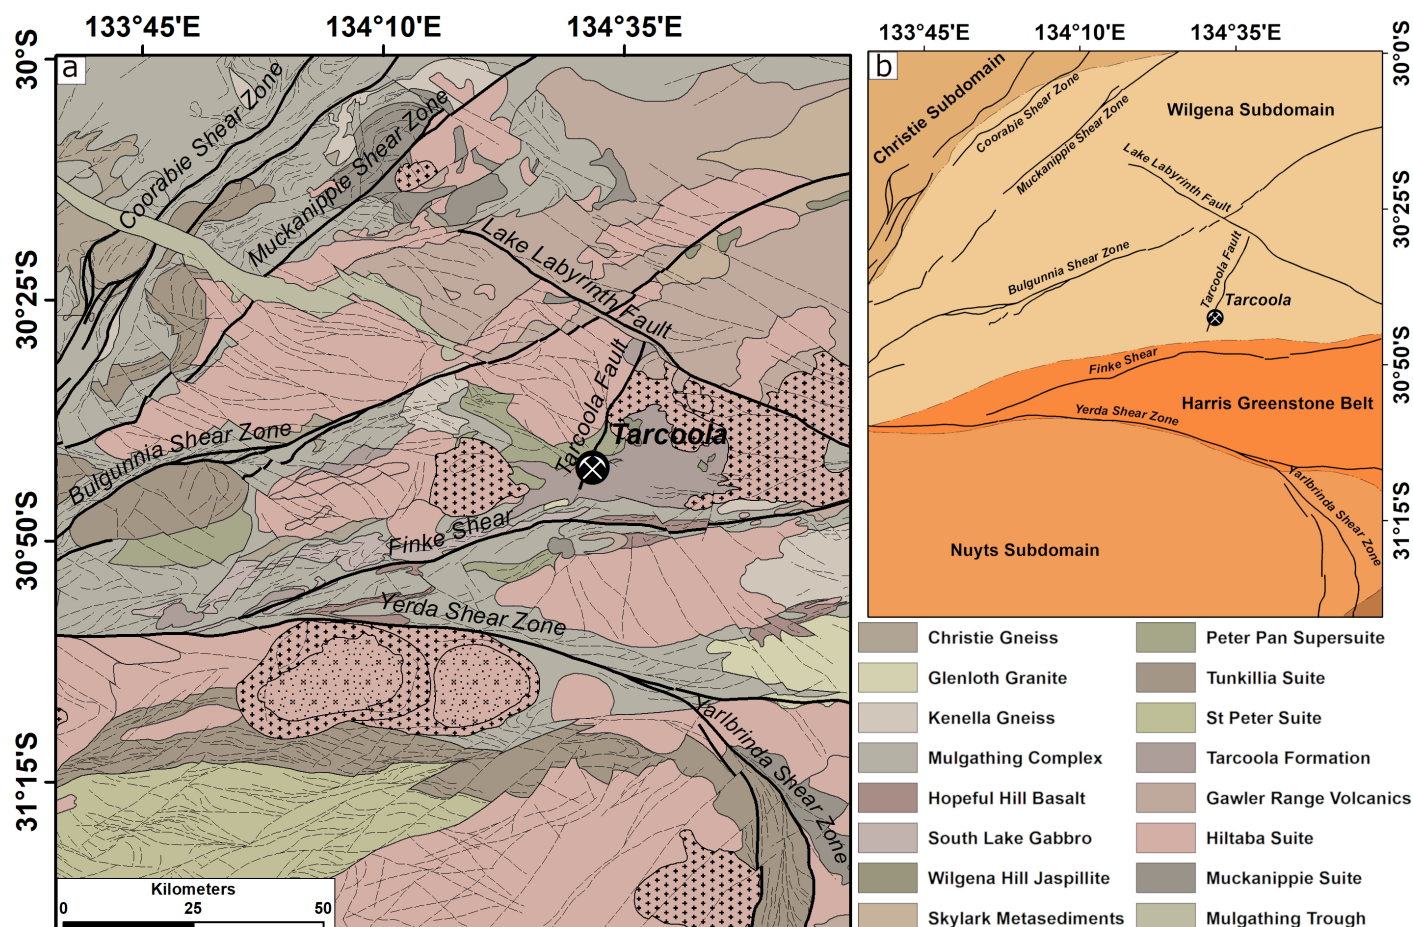 133°45'E
134°10'E
134°35'E
30°S
30°25'S
30°50'S
31°15'S
a
Coorabie Shear Zone
Muckanippie Shear Zone
Lake Labyrinth Fault
Tarcoola Fault
Tarcoola
Bulgunnia Shear Zone
Finke Shear
Yerda Shear Zone
Yarlbrinda Shear Zone
Kilometers
0
25
50
133°45'E
134°10'E
134°35'E
30°0'S
30°25'S
30°50'S
31°15'S
b
Christie Subdomain
Coorabie Shear Zone
Muckanippie Shear Zone
Wilgena Subdomain
Lake Labyrinth Fault
Bulgunnia Shear Zone
Tarcoola Fault
Tarcoola
Finke Shear
Harris Greenstone Belt
Yerda Shear Zone
Yarlbrinda Shear Zone
Nuyts Subdomain
Christie Gneiss
Glenloth Granite
Kenella Gneiss
Mulgathing Complex
Hopeful Hill Basalt
South Lake Gabbro
Wilgena Hill Jaspillite
Skylark Metasediments
Peter Pan Supersuite
Tunkillia Suite
St Peter Suite
Tarcoola Formation
Gawler Range Volcanics
Hiltaba Suite
Muckanippie Suite
Mulgathing Trough